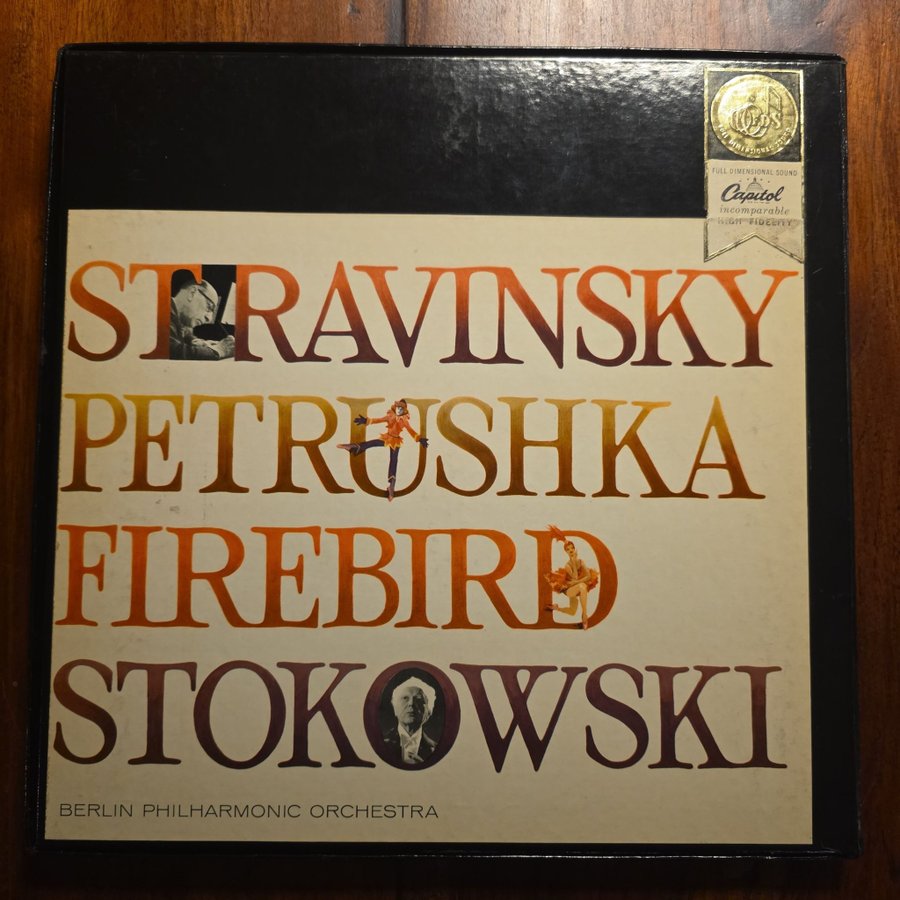 FULL DIMENSIONAL SOUND
Capitol
incomparable
HIGH FIDELITY
STRAVINSKY
PETRUSHKA
FIREBIRD
STOKOWSKI
BERLIN PHILHARMONIC ORCHESTRA